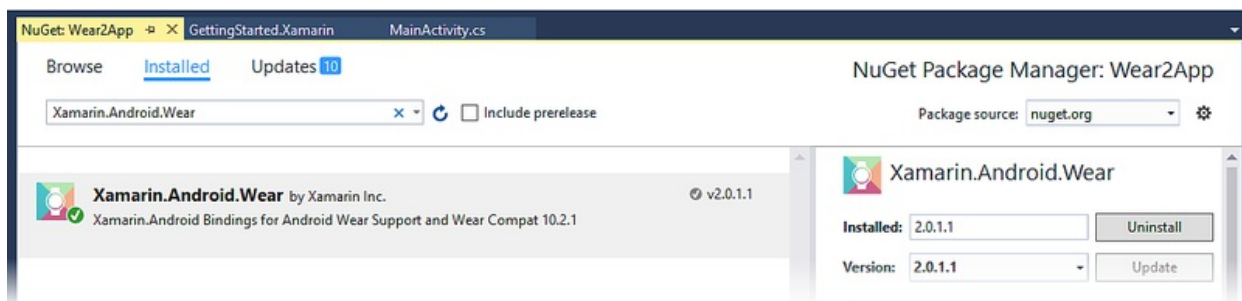 NuGet: Wear2App GettingStarted.Xamarin MainActivity.cs
Browse Installed Updates 10
NuGet Package Manager: Wear2App
Xamarin.Android.Wear Include prerelease
Package source: nuget.org
Xamarin.Android.Wear by Xamarin Inc. v2.0.1.1
Xamarin.Android Bindings for Android Wear Support and Wear Compat 10.2.1
Xamarin.Android.Wear
Installed: 2.0.1.1 Uninstall
Version: 2.0.1.1 Update